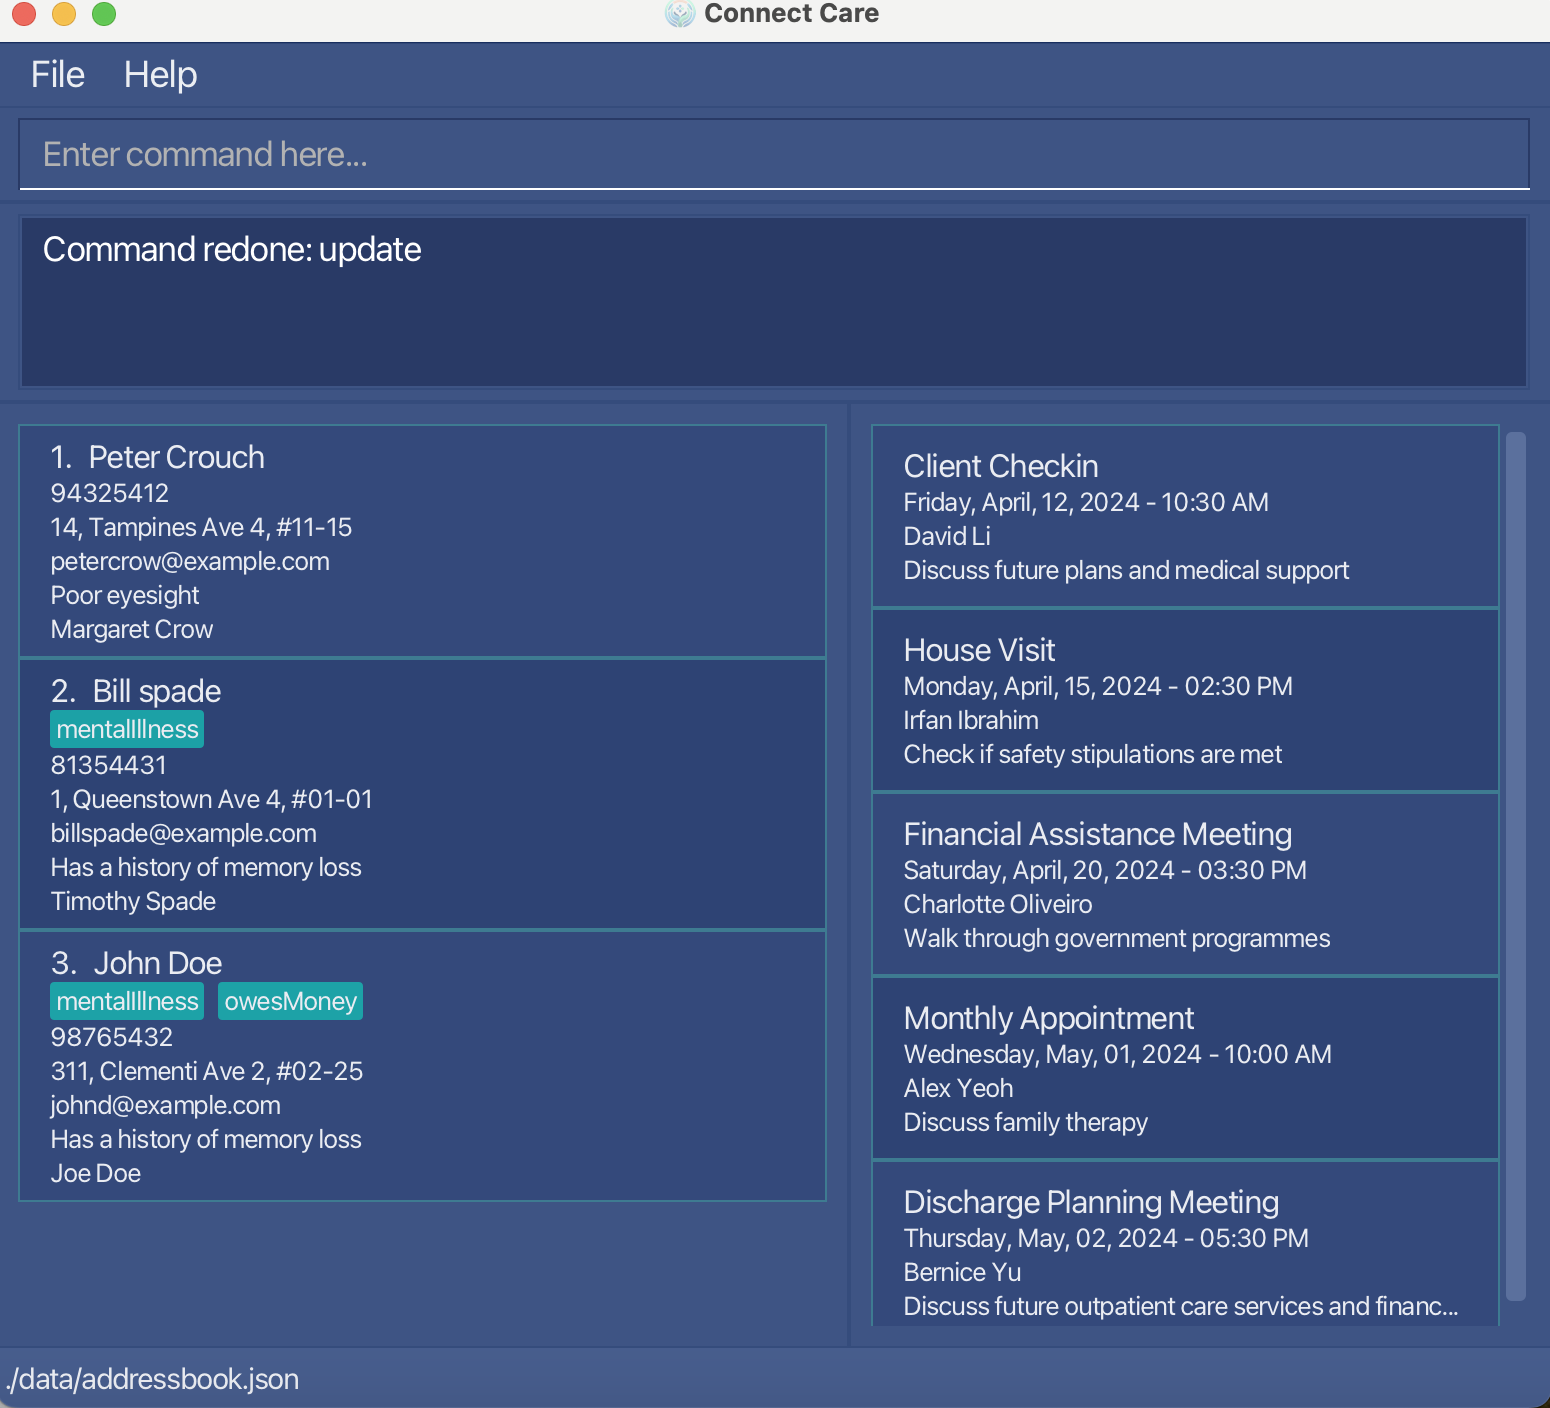 Connect Care
File Help
Enter command here...
Command redone: update
1. Peter Crouch
94325412
14, Tampines Ave 4, #11-15
petercrow@example.com
Poor eyesight
Margaret Crow
2. Bill spade
mentalIllness
81354431
1, Queenstown Ave 4, #01-01
billspade@example.com
Has a history of memory loss
Timothy Spade
3. John Doe
mentalIllness owesMoney
98765432
311, Clementi Ave 2, #02-25
johnd@example.com
Has a history of memory loss
Joe Doe
Client Checkin
Friday, April, 12, 2024 - 10:30 AM
David Li
Discuss future plans and medical support
House Visit
Monday, April, 15, 2024 - 02:30 PM
Irfan Ibrahim
Check if safety stipulations are met
Financial Assistance Meeting
Saturday, April, 20, 2024 - 03:30 PM
Charlotte Oliveiro
Walk through government programmes
Monthly Appointment
Wednesday, May, 01, 2024 - 10:00 AM
Alex Yeoh
Discuss family therapy
Discharge Planning Meeting
Thursday, May, 02, 2024 - 05:30 PM
Bernice Yu
Discuss future outpatient care services and financ...
./data/addressbook.json